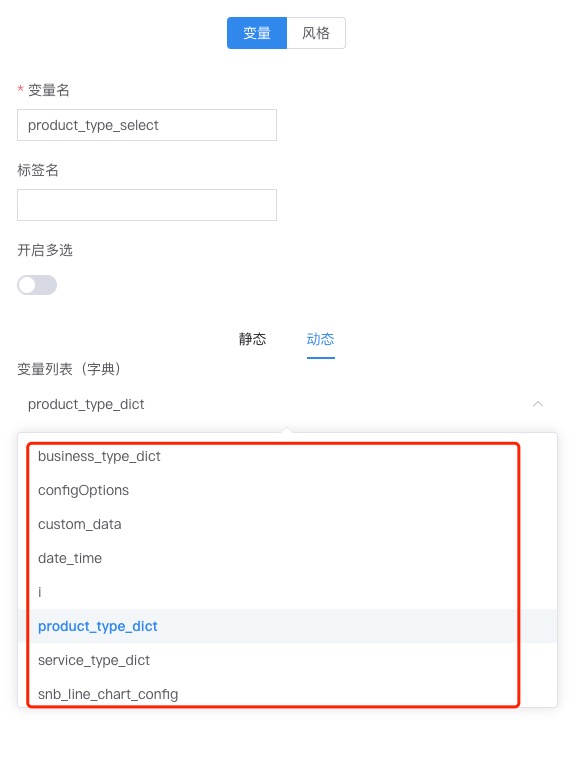 变量 风格
* 变量名
product_type_select
标签名
开启多选
静态 动态
变量列表（字典）
product_type_dict
business_type_dict
configOptions
custom_data
date_time
i
product_type_dict
service_type_dict
snb_line_chart_config